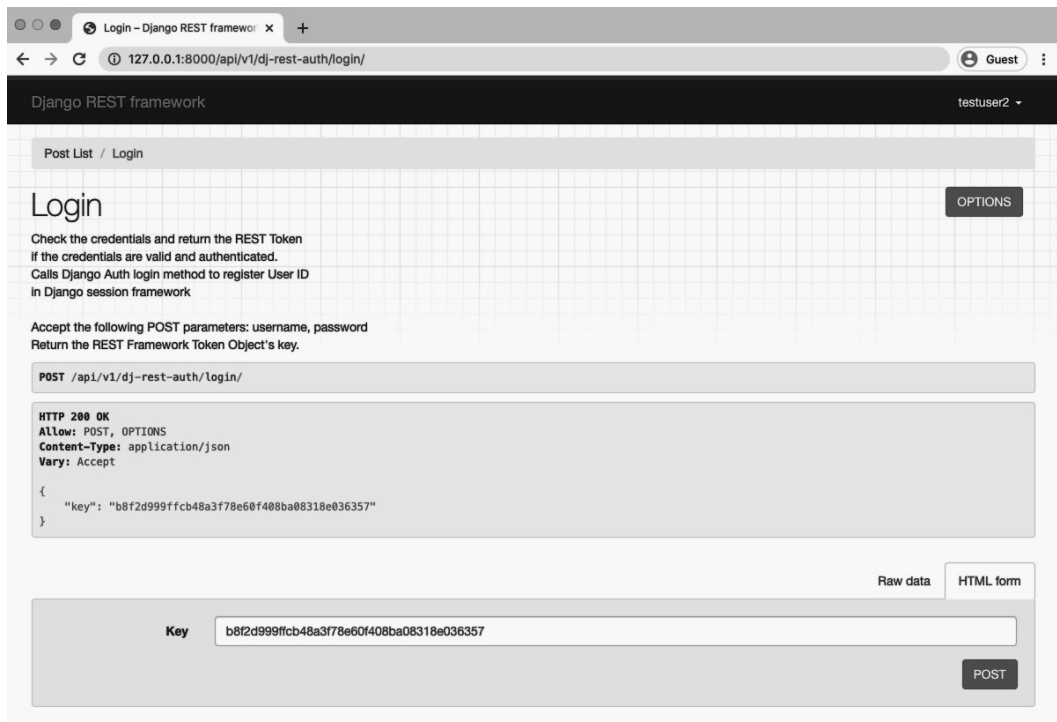 Login – Django REST framewor
127.0.0.1:8000/api/v1/dj-rest-auth/login/
Guest
Django REST framework
testuser2
Post List / Login
Login
OPTIONS
Check the credentials and return the REST Token
if the credentials are valid and authenticated.
Calls Django Auth login method to register User ID
in Django session framework
Accept the following POST parameters: username, password
Return the REST Framework Token Object's key.
POST /api/v1/dj-rest-auth/login/
HTTP 200 OK
Allow: POST, OPTIONS
Content-Type: application/json
Vary: Accept
{
"key": "b8f2d999ffcb48a3f78e60f408ba08318e036357"
}
Raw data HTML form
Key b8f2d999ffcb48a3f78e60f408ba08318e036357
POST